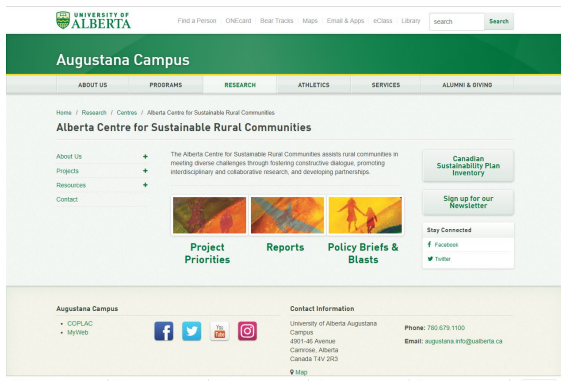 UNIVERSITY OF
ALBERTA
Find a Person ONEcard Bear Tracks Maps Email & Apps eClass Library search Search
Augustana Campus
ABOUT US PROGRAMS RESEARCH ATHLETICS SERVICES ALUMNI & GIVING
Home / Research / Centres / Alberta Centre for Sustainable Rural Communities
Alberta Centre for Sustainable Rural Communities
About Us +
Projects +
Resources +
Contact
The Alberta Centre for Sustainable Rural Communities assists rural communities in
meeting diverse challenges through fostering constructive dialogue, promoting
interdisciplinary and collaborative research, and developing partnerships.
Project
Priorities
Reports
Policy Briefs &
Blasts
Canadian
Sustainability Plan
Inventory
Sign up for our
Newsletter
Stay Connected
Facebook
Twitter
Augustana Campus
• COPLAC
• MyWeb
You
Tube
Contact Information
University of Alberta Augustana
Campus
4901-46 Avenue
Camrose, Alberta
Canada T4V 2R3
Map
Phone: 780.679.1100
Email: augustana.info@ualberta.ca